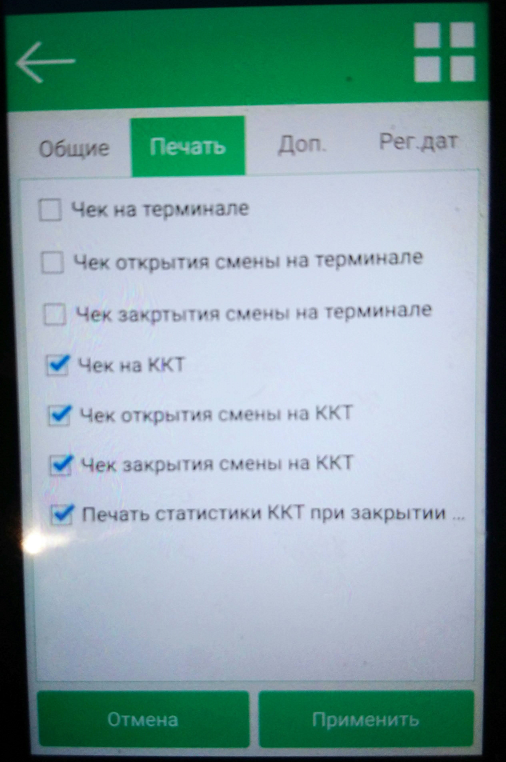 Общие Печать Доп. Рег.дат
Чек на терминале
Чек открытия смены на терминале
Чек закртытия смены на терминале
Чек на ККТ
Чек открытия смены на ККТ
Чек закрытия смены на ККТ
Печать статистики ККТ при закрытии ...
Отмена Применить